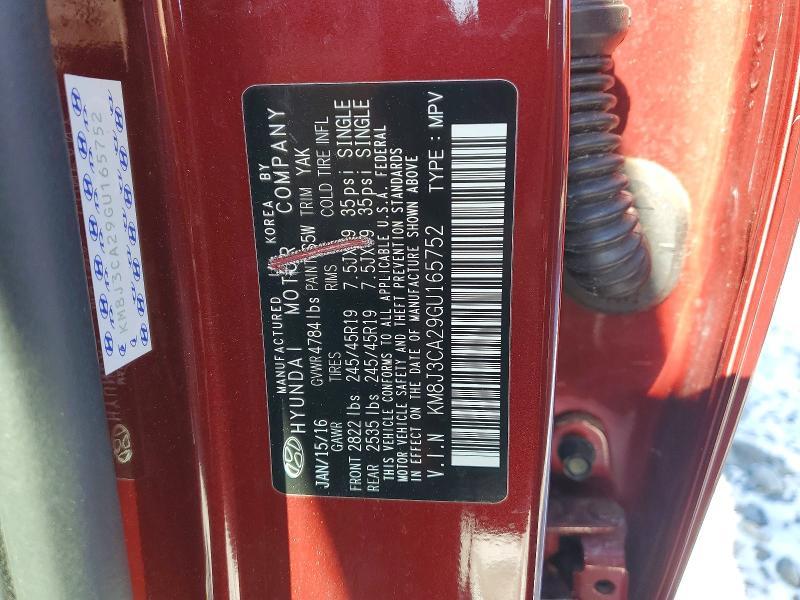 KM8J3CA29GU165752
MANUFACTURED IN KOREA BY
HYUNDAI MOTOR COMPANY
JAN/15/16 GVWR 4784lbs PAINT TRIM YAK
GAWR TIRES RIMS COLD TIRE INFL
FRONT 2822 lbs 245/45R19 7.5JX19 35psi SINGLE
REAR 2535 lbs 245/45R19 7.5JX19 35psi SINGLE
THIS VEHICLE CONFORMS TO ALL APPLICABLE U.S.A. FEDERAL
MOTOR VEHICLE SAFETY AND THEFT PREVENTION STANDARDS
IN EFFECT ON THE DATE OF MANUFACTURE SHOWN ABOVE
V.I.N KM8J3CA29GU165752 TYPE : MPV